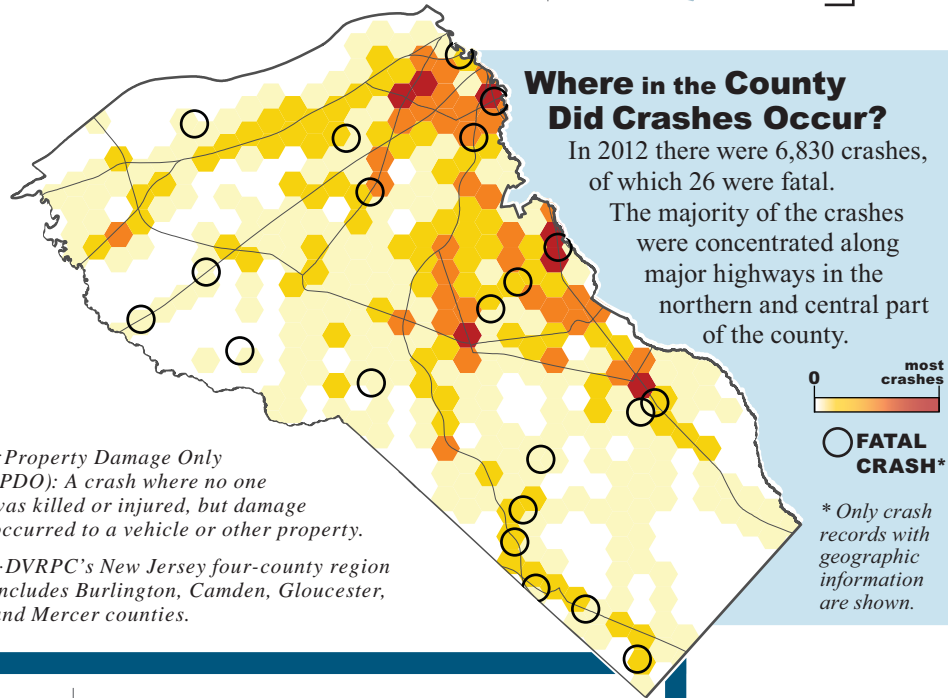 Where in the County
Did Crashes Occur?
In 2012 there were 6,830 crashes,
of which 26 were fatal.
The majority of the crashes
were concentrated along
major highways in the
northern and central part
of the county.
0
most
crashes
FATAL
CRASH*
* Only crash
records with
geographic
information
are shown.
Property Damage Only
PDO): A crash where no one
was killed or injured, but damage
occurred to a vehicle or other property.
DVRPC's New Jersey four-county region
includes Burlington, Camden, Gloucester,
and Mercer counties.